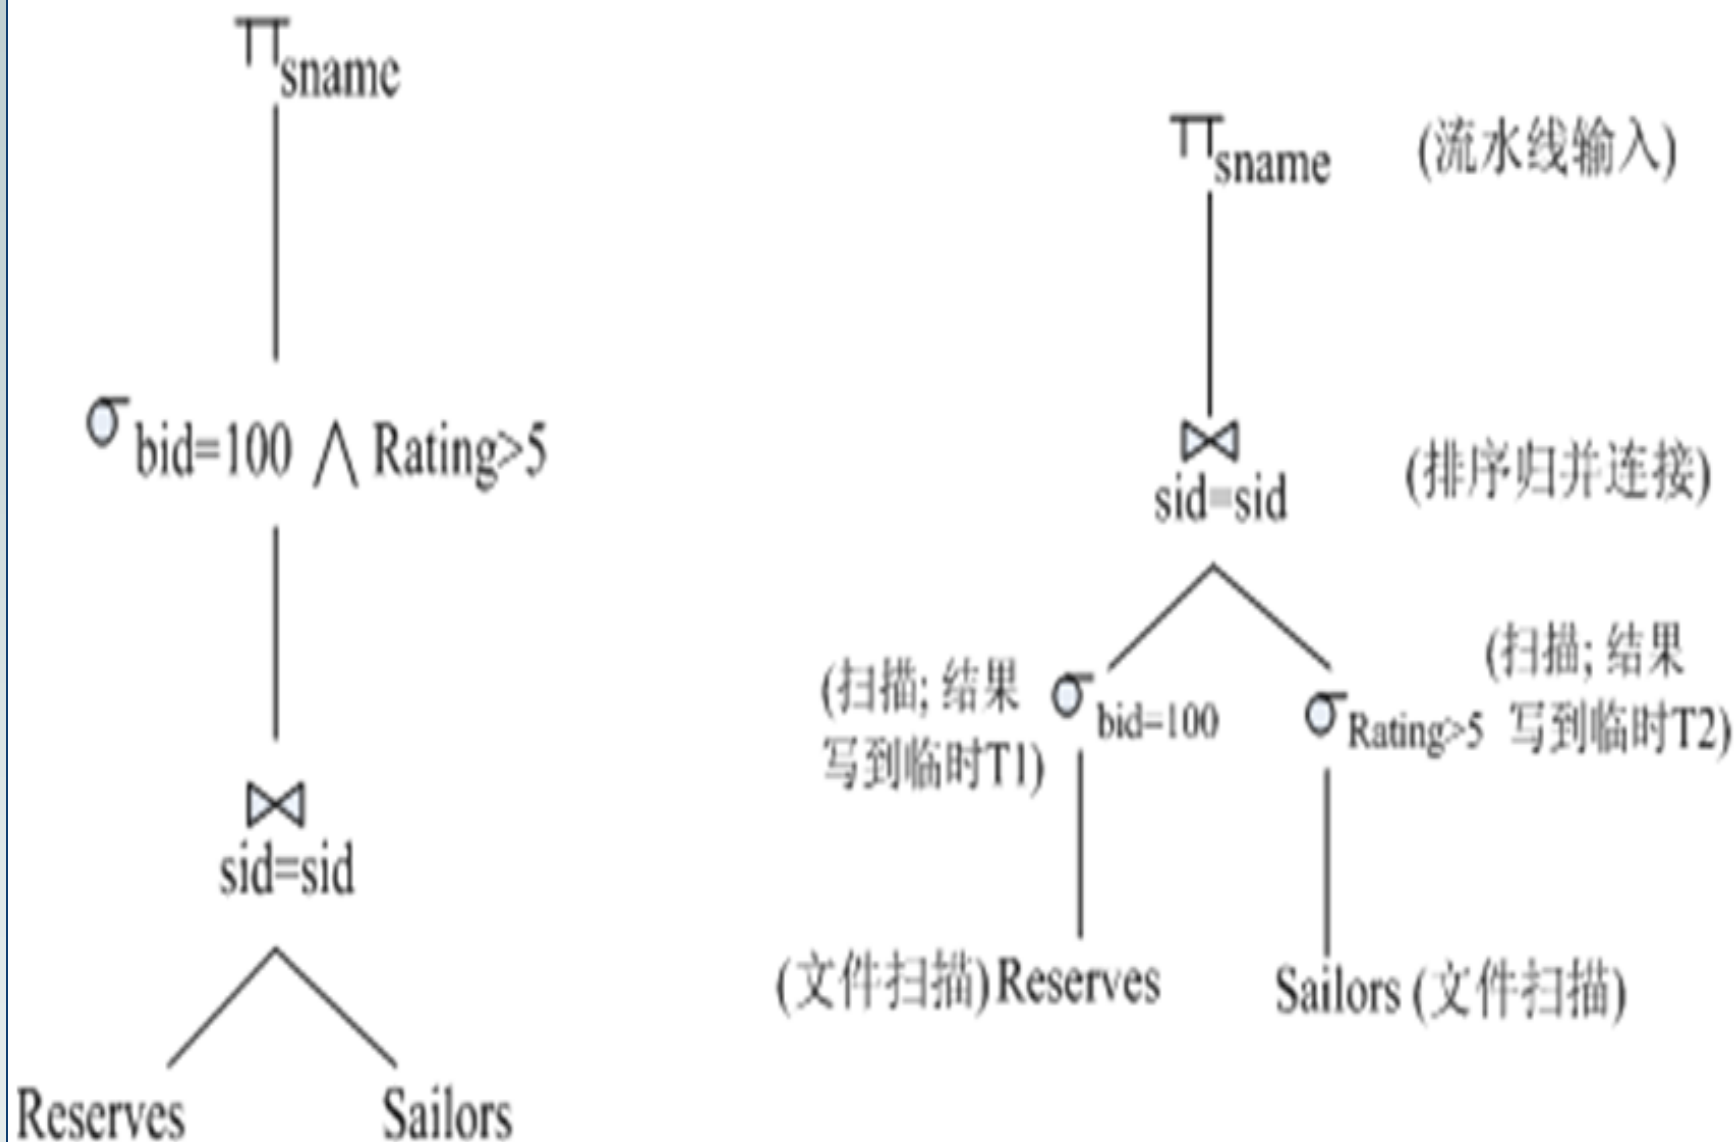 ∏sname
σ bid=100 ∧ Rating>5
⋈
sid=sid
Reserves Sailors
∏sname (流水线输入)
⋈
sid=sid (排序归并连接)
(扫描; 结果
写到临时T1)
σ bid=100
σ Rating>5
(扫描; 结果
写到临时T2)
(文件扫描) Reserves
Sailors (文件扫描)